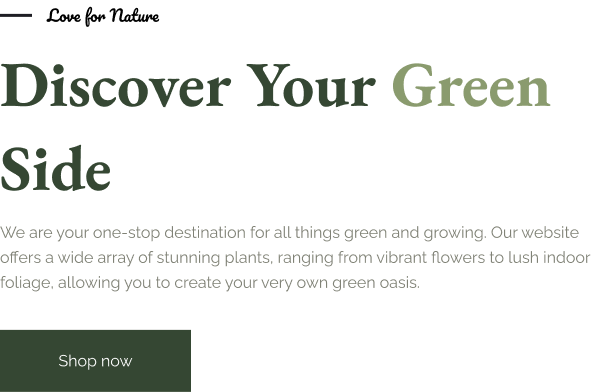 Love for Nature
Discover Your Green
Side
We are your one-stop destination for all things green and growing. Our website
offers a wide array of stunning plants, ranging from vibrant flowers to lush indoor
foliage, allowing you to create your very own green oasis.
Shop now